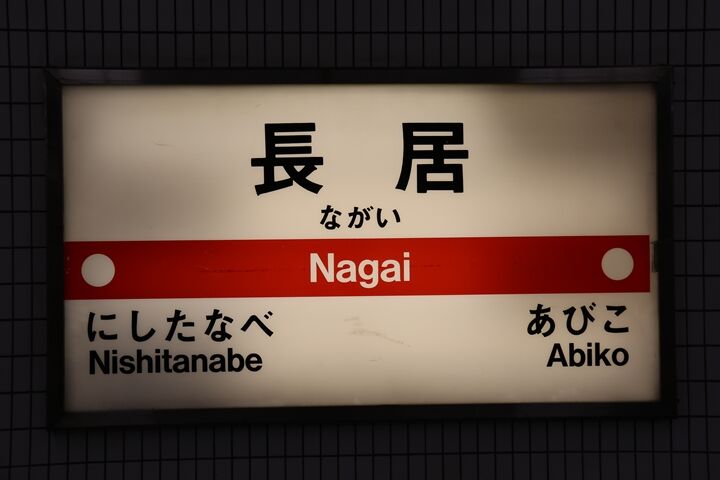 長居
ながい
Nagai
にしたなべ
Nishitanabe
あびこ
Abiko